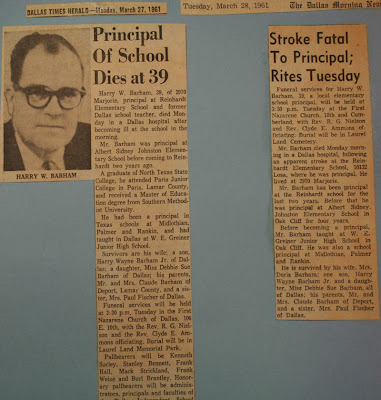 DALLAS TIMES HERALD—Monday, March 27, 1961
Tuesday, March 28, 1961
The Dallas Morning News
Principal
Of School
Dies at 39
HARRY W. BARHAM
Harry W. Barham, 39, of 2970
Marjorie, principal at Reinhardt
Elementary School and former
Dallas school teacher, died Mon-
day in a Dallas hospital after
becoming ill at the school in the
morning.
Mr. Barham was principal at
Albert Sidney Johnston Elemen-
tary School before coming to Rein-
hardt two years ago.
A graduate of North Texas State
College, he attended Paris Junior
College in Paris, Lamar County,
and received a Master of Educa-
tion degree from Southern Method-
ist University.
He had been a principal in
Texas schools at Midlothian,
Palmer and Rankin, and had
taught in Dallas at W. E. Greiner
Junior High School.
Survivors are his wife; a son,
Harry Wayne Barham Jr. of Dal-
las; a daughter, Miss Debbie Sue
Barham of Dallas; his parents,
Mr. and Mrs. Claude Barham of
Deport, Lamar County, and a sis-
ter, Mrs. Paul Fischer of Dallas.
Funeral services will be held
at 2:30 p.m. Tuesday in the First
Nazarene Church of Dallas, 106
E. 10th, with the Rev. R. G. Niel-
son and the Rev. Clyde E. Am-
mons officiating. Burial will be in
Laurel Land Memorial Park.
Pallbearers will be Kenneth
Bailey, Stanley Bennett, Frank
Hall, Mack Strickland, Frank
Weiss and Burt Brantley. Honor-
ary pallbearers will be adminis-
trators, principals and faculties of
Stroke Fatal
To Principal;
Rites Tuesday
Funeral services for Harry W.
Barham, 39, a local elementary
school principal, will be held at
2:30 p.m. Tuesday at the First
Nazarene Church, 10th and Cum-
berland, with Rev. R. G. Nielson
and Rev. Clyde E. Ammons of-
ficiating. Burial will be in Laurel
Land Cemetery.
Mr. Barham died Monday morn-
ing in a Dallas hospital, following
an apparent stroke at the Rein-
hardt Elementary School, 10122
Losa, where he was principal. He
lived at 2970 Marjorie.
Mr. Barham has been principal
at the Reinhardt School for the
last two years. Before that he
was principal at Albert Sidney
Johnston Elementary School in
Oak Cliff for four years.
Before becoming a principal,
Mr. Barham taught at W. E.
Greiner Junior High School in
Oak Cliff. He was also a school
principal at Midlothian, Palmer
and Rankin.
He is survived by his wife, Mrs.
Doris Barham; one son, Harry
Wayne Barham Jr. and a daugh-
ter, Miss Debbie Sue Barham, all
of Dallas; his parents, Mr. and
Mrs. Claude Barham of Deport,
and a sister, Mrs. Paul Fischer
of Dallas.